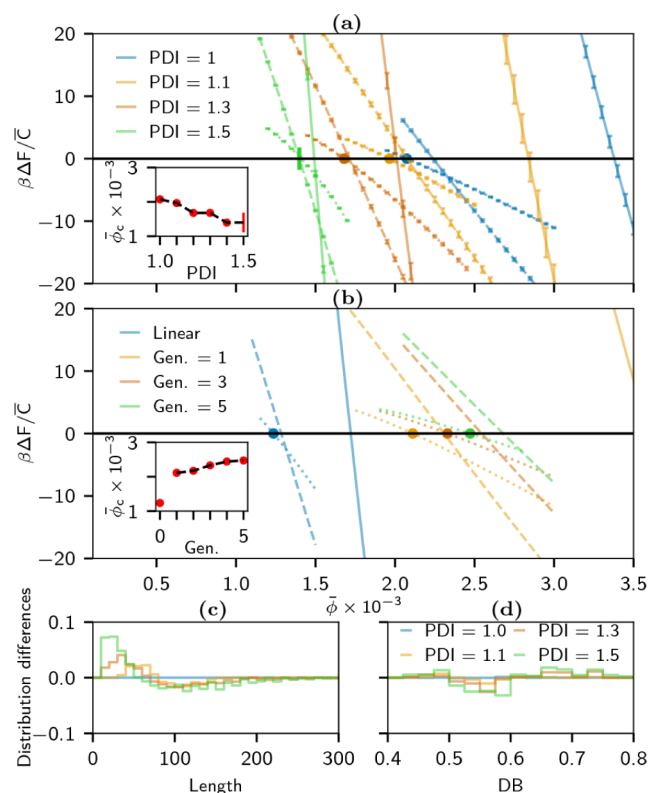 (a)
20
10
0
−10
−20
βΔF/C̅
PDI = 1
PDI = 1.1
PDI = 1.3
PDI = 1.5
3
1
ϕ̄c × 10−3
1.0 1.5
PDI
(b)
20
10
0
−10
−20
βΔF/C̅
Linear
Gen. = 1
Gen. = 3
Gen. = 5
3
1
ϕ̄c × 10−3
0 5
Gen.
0.5 1.0 1.5 2.0 2.5 3.0 3.5
ϕ̄ × 10−3
(c)
Distribution differences
0.1
0.0
−0.1
0 100 200 300
Length
(d)
PDI = 1.0 PDI = 1.3
PDI = 1.1 PDI = 1.5
0.4 0.5 0.6 0.7 0.8
DB